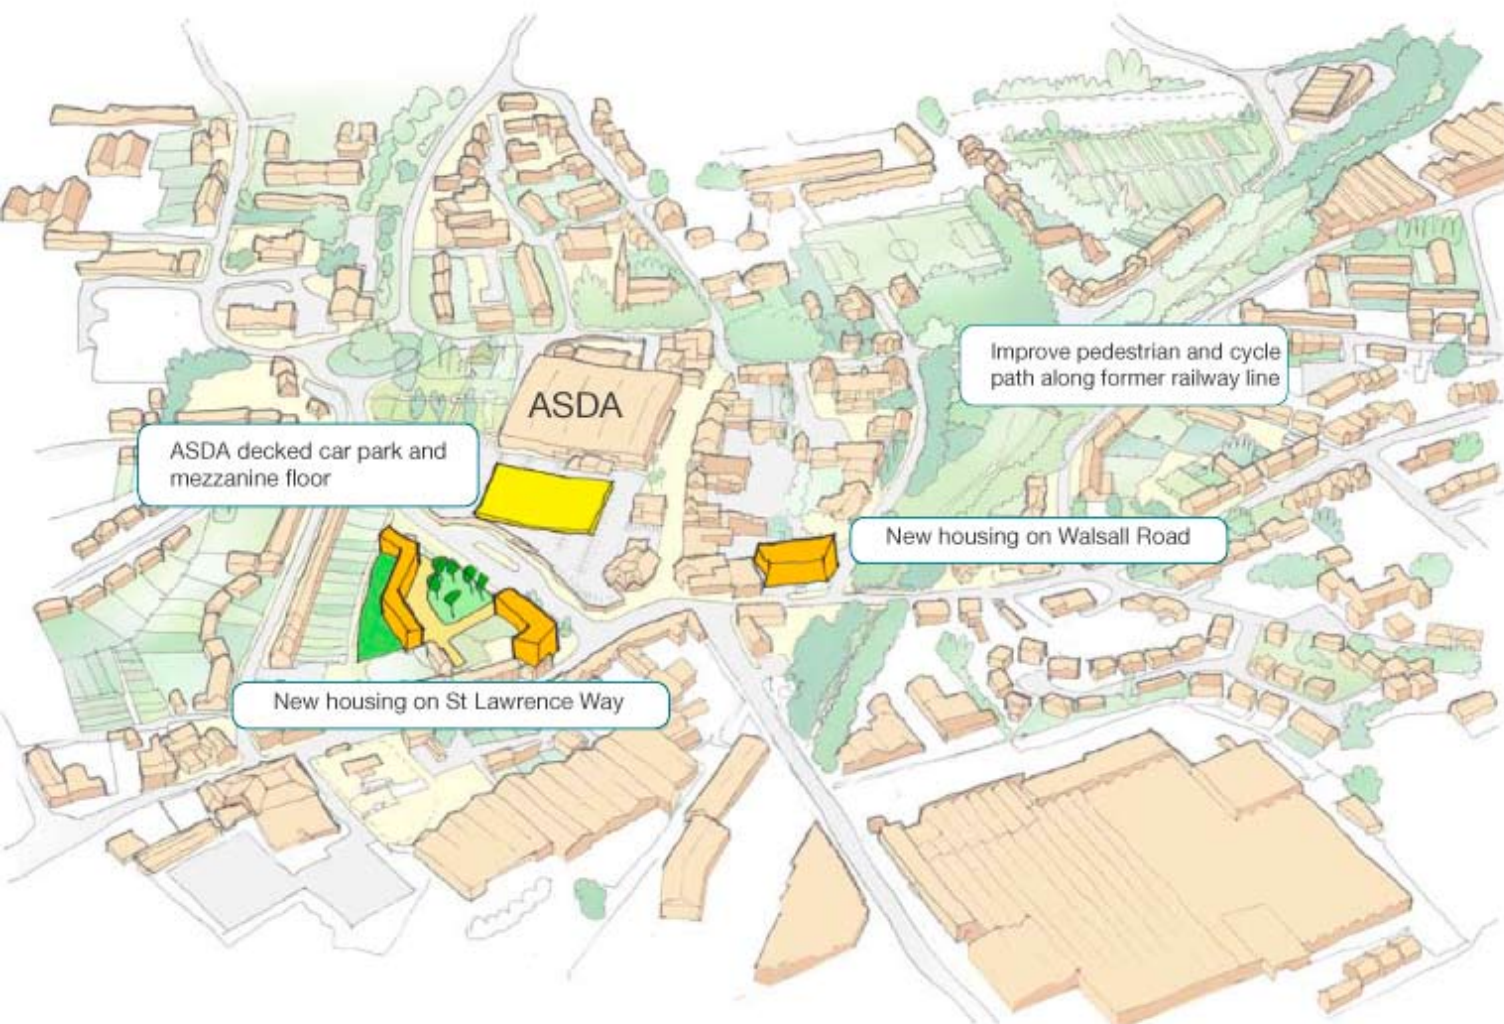 Improve pedestrian and cycle
path along former railway line
ASDA
ASDA decked car park and
mezzanine floor
New housing on Walsall Road
New housing on St Lawrence Way